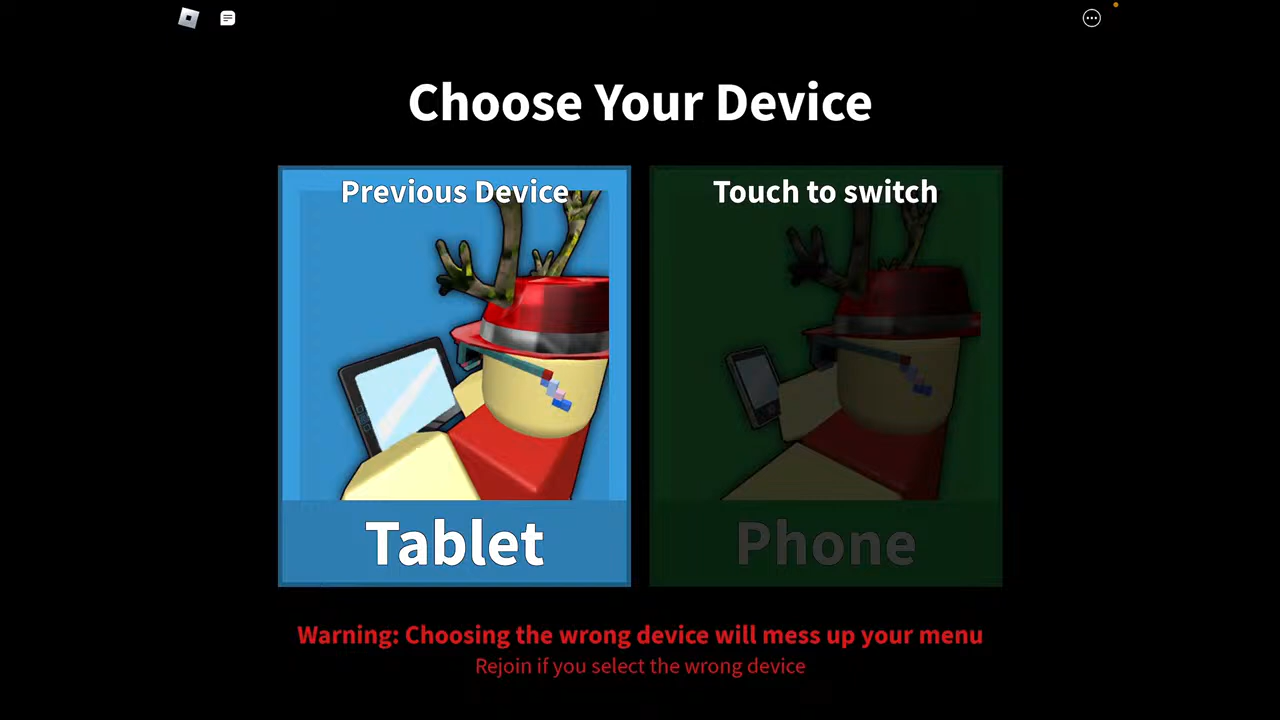 Choose Your Device
Previous Device
Tablet
Touch to switch
Phone
Warning: Choosing the wrong device will mess up your menu
Rejoin if you select the wrong device